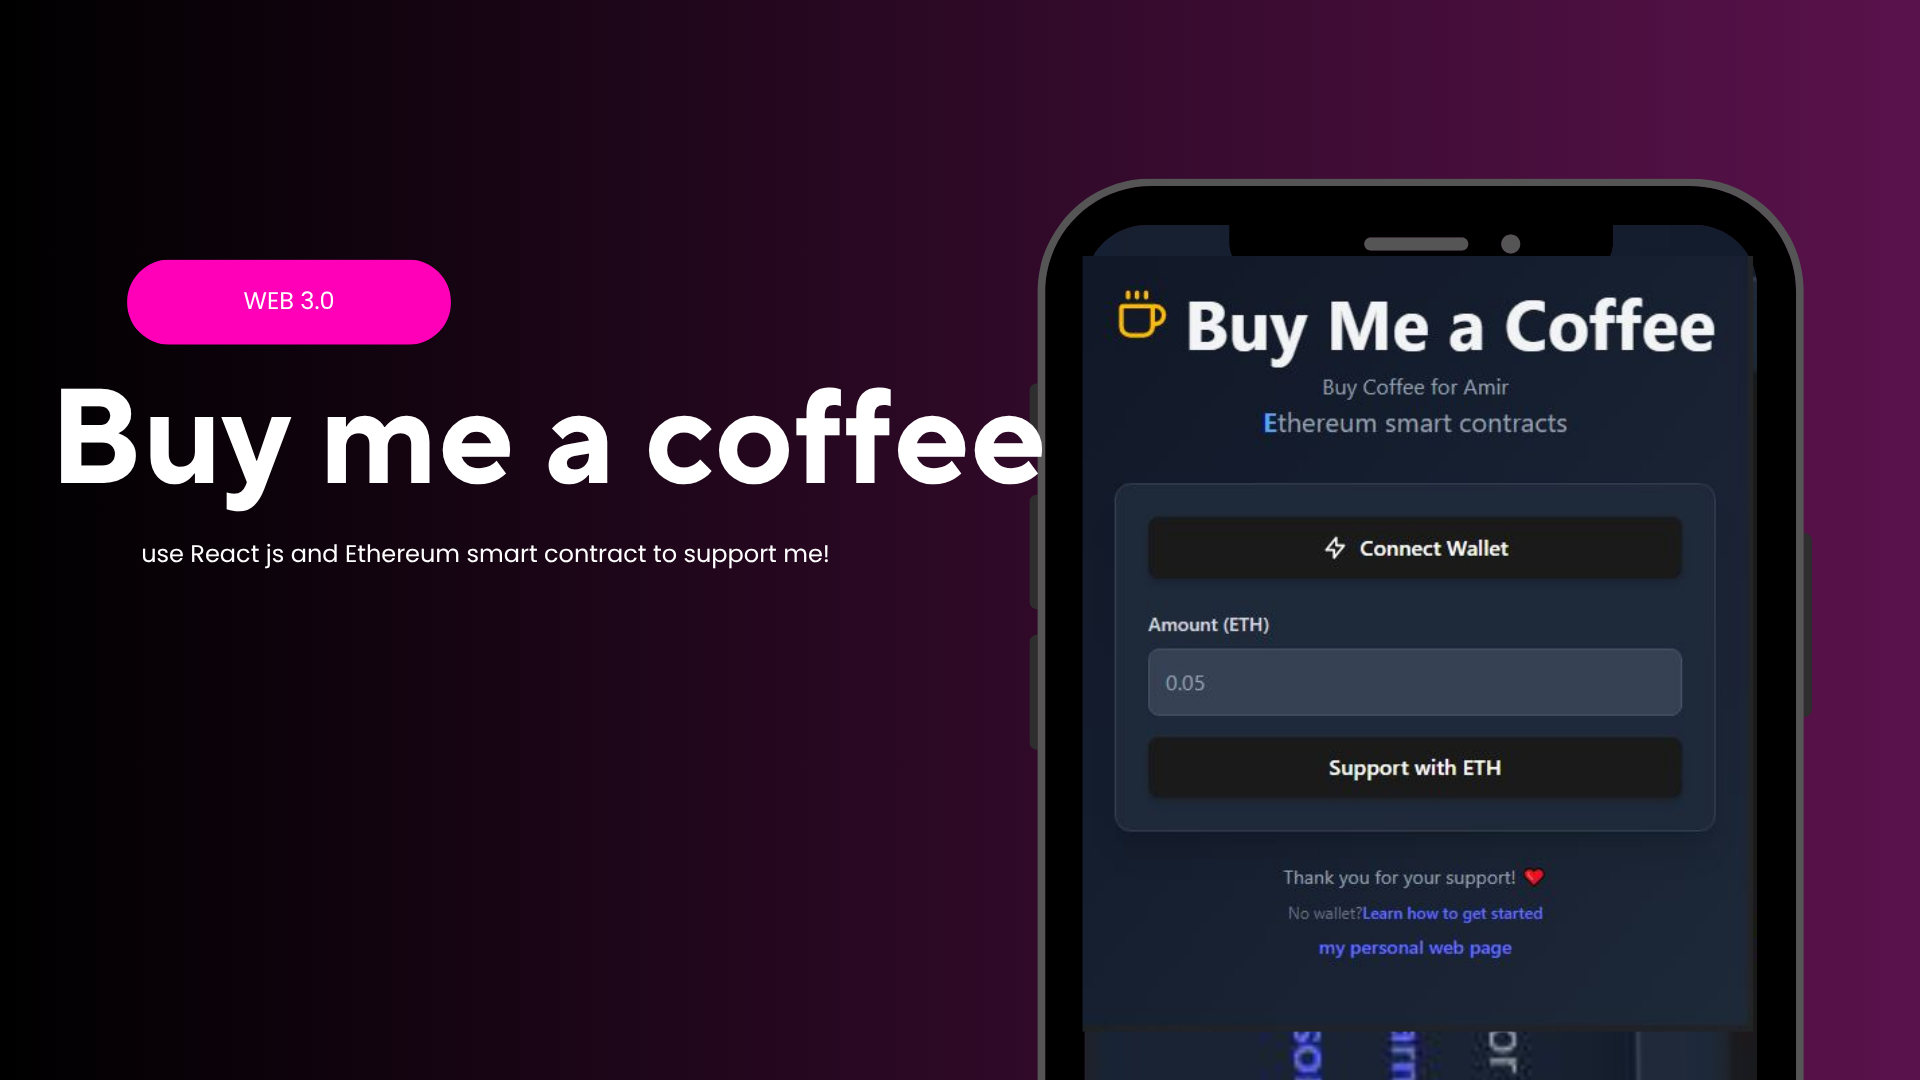 WEB 3.0
Buy me a coffee
use React js and Ethereum smart contract to support me!
Buy Me a Coffee
Buy Coffee for Amir
Ethereum smart contracts
Connect Wallet
Amount (ETH)
0.05
Support with ETH
Thank you for your support! ❤️
No wallet?Learn how to get started
my personal web page